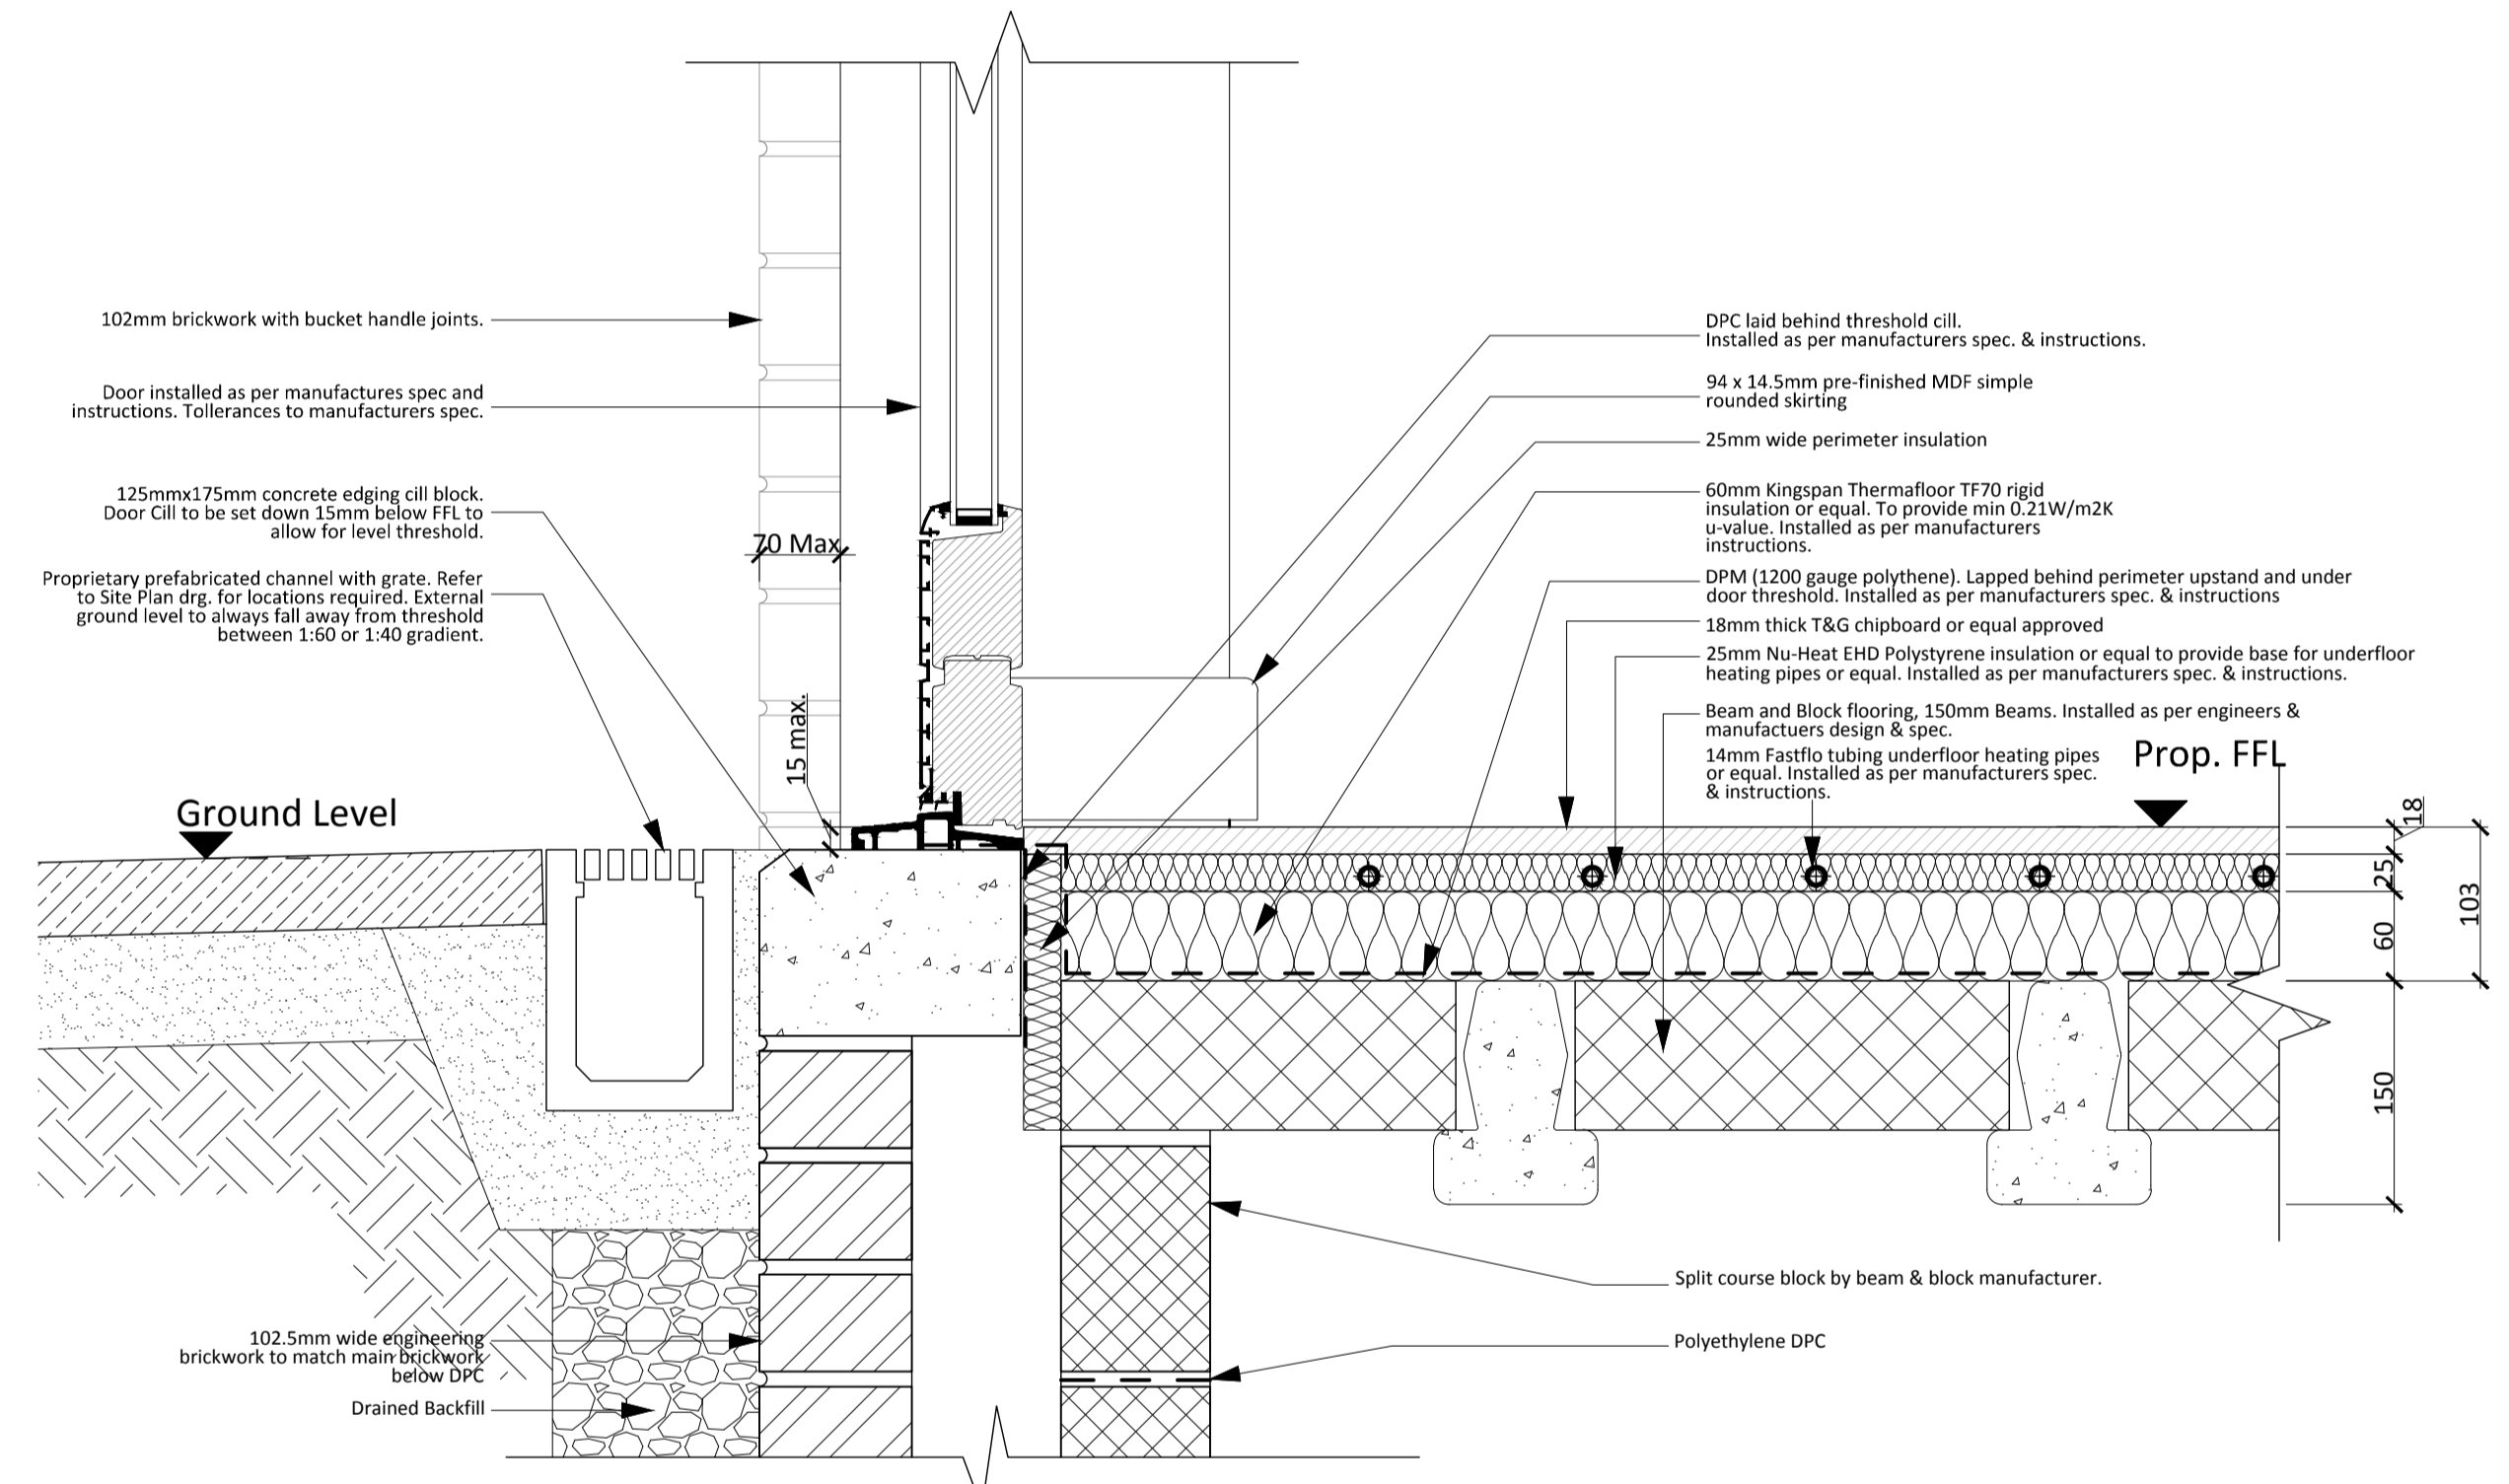 102mm brickwork with bucket handle joints.
Door installed as per manufactures spec and
instructions. Tollerances to manufacturers spec.
125mmx175mm concrete edging cill block.
Door Cill to be set down 15mm below FFL to
allow for level threshold.
Proprietary prefabricated channel with grate. Refer
to Site Plan drg. for locations required. External
ground level to always fall away from threshold
between 1:60 or 1:40 gradient.
Ground Level
102.5mm wide engineering
brickwork to match main brickwork
below DPC
Drained Backfill
70 Max
15 max.
DPC laid behind threshold cill.
Installed as per manufacturers spec. & instructions.
94 x 14.5mm pre-finished MDF simple
rounded skirting
25mm wide perimeter insulation
60mm Kingspan Thermafloor TF70 rigid
insulation or equal. To provide min 0.21W/m2K
u-value. Installed as per manufacturers
instructions.
DPM (1200 gauge polythene). Lapped behind perimeter upstand and under
door threshold. Installed as per manufacturers spec. & instructions
18mm thick T&G chipboard or equal approved
25mm Nu-Heat EHD Polystyrene insulation or equal to provide base for underfloor
heating pipes or equal. Installed as per manufacturers spec. & instructions.
Beam and Block flooring, 150mm Beams. Installed as per engineers &
manufactuers design & spec.
14mm Fastflo tubing underfloor heating pipes
or equal. Installed as per manufacturers spec.
& instructions.
Prop. FFL
18
25
60
103
150
Split course block by beam & block manufacturer.
Polyethylene DPC